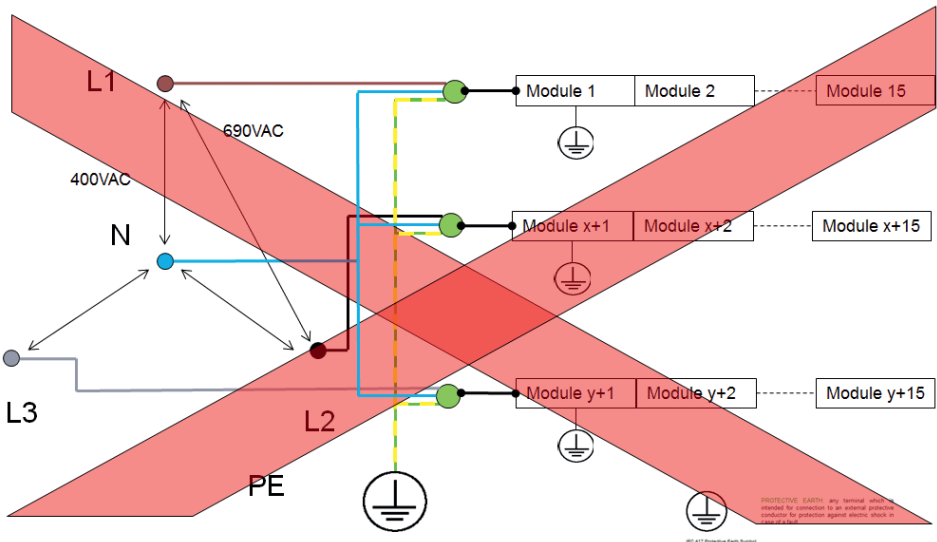 L1
Module 1
Module 2
Module 15
690VAC
400VAC
N
Module x+1
Module x+2
Module x+15
L3
L2
Module y+1
Module y+2
Module y+15
PE
PROTECTIVE EARTH any terminal which is
intended for connection to an external protective
conductor for protection against electric shock in
case of a fault